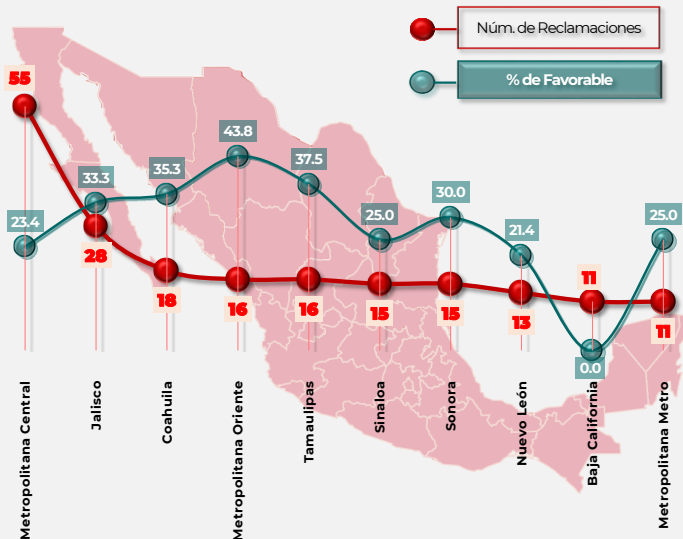 Núm. de Reclamaciones
% de Favorable
55
28
18
16
16
15
15
13
11
11
23.4
33.3
35.3
43.8
37.5
25.0
30.0
21.4
0.0
25.0
Metropolitana Central
Jalisco
Coahuila
Metropolitana Oriente
Tamaulipas
Sinaloa
Sonora
Nuevo León
Baja California
Metropolitana Metro